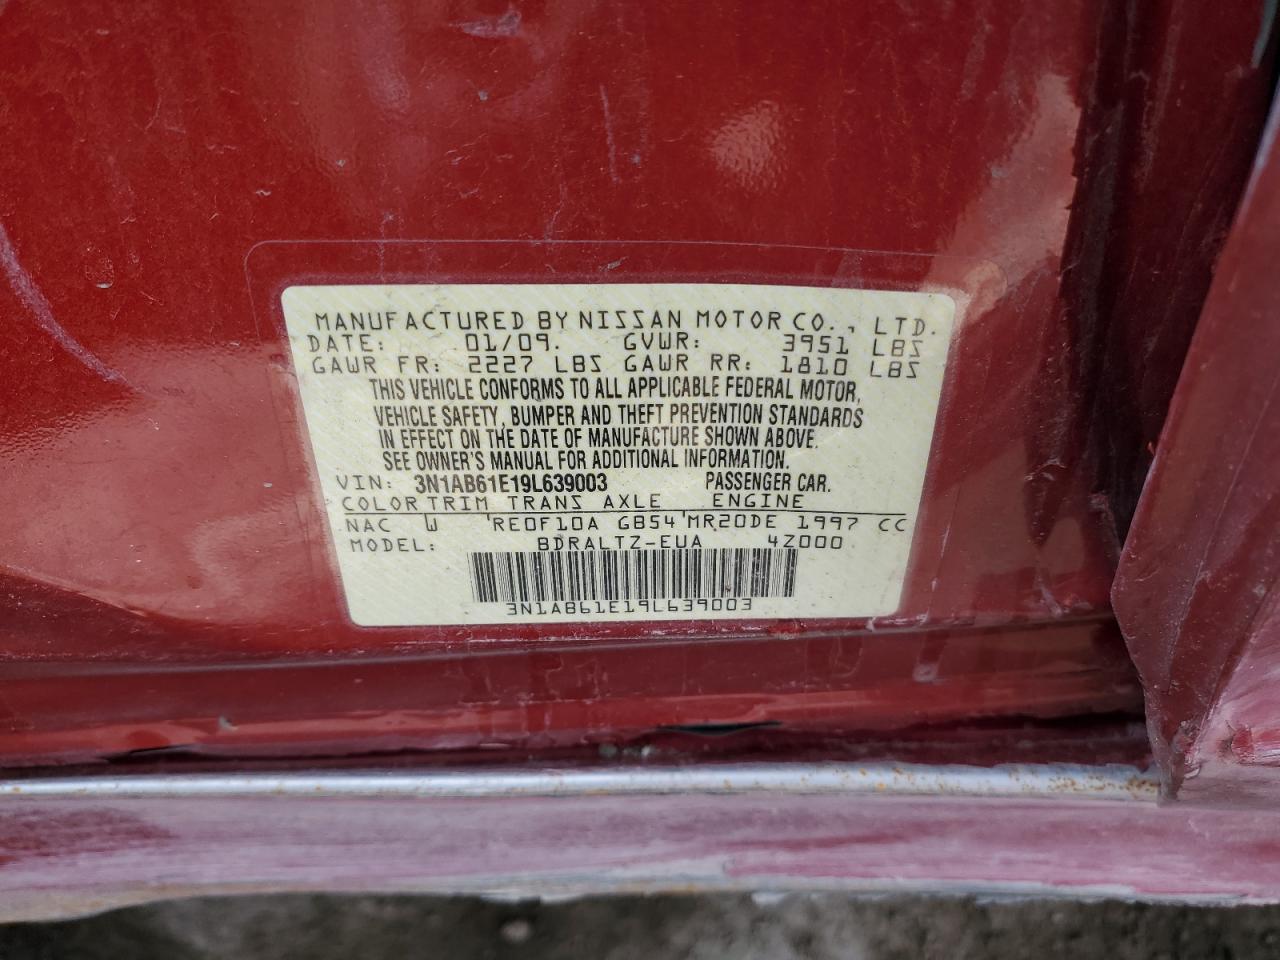 MANUFACTURED BY NISSAN MOTOR CO., LTD.
DATE: 01/09. GVWR: 3951 LBS
GAWR FR: 2227 LBS GAWR RR: 1810 LBS
THIS VEHICLE CONFORMS TO ALL APPLICABLE FEDERAL MOTOR
VEHICLE SAFETY, BUMPER AND THEFT PREVENTION STANDARDS
IN EFFECT ON THE DATE OF MANUFACTURE SHOWN ABOVE.
SEE OWNER'S MANUAL FOR ADDITIONAL INFORMATION.
VIN: 3N1AB61E19L639003 PASSENGER CAR.
COLOR TRIM TRANS AXLE ENGINE
NAC W RE0F10A GB54 MR20DE 1997 CC
MODEL: BDRALTZ-EUA 4Z000
3N1AB61E19L639003